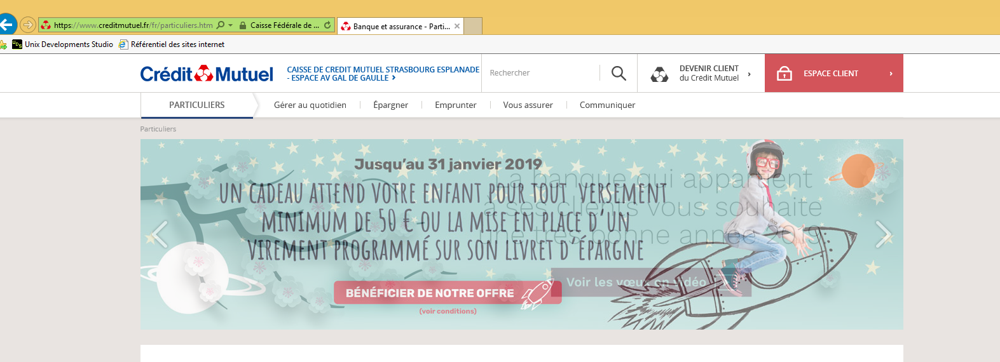 https://www.creditmutuel.fr/fr/particuliers.htm
Caisse Fédérale de ...
Banque et assurance - Parti...
UDS
Unix Developments Studio
Référentiel des sites internet
Crédit Mutuel
CAISSE DE CREDIT MUTUEL STRASBOURG ESPLANADE
- ESPACE AV GAL DE GAULLE
Rechercher
DEVENIR CLIENT
du Crédit Mutuel
ESPACE CLIENT
PARTICULIERS
Gérer au quotidien
Épargner
Emprunter
Vous assurer
Communiquer
Particuliers
Jusqu'au 31 janvier 2019
UN CADEAU ATTEND VOTRE ENFANT POUR TOUT VERSEMENT
MINIMUM DE 50 € OU LA MISE EN PLACE D'UN
VIREMENT PROGRAMMÉ SUR SON LIVRET D'ÉPARGNE
La banque qui appartient
à ses clients vous souhaite
une très bonne année 2019
BÉNÉFICIER DE NOTRE OFFRE
(voir conditions)
Voir les vœux en vidéo